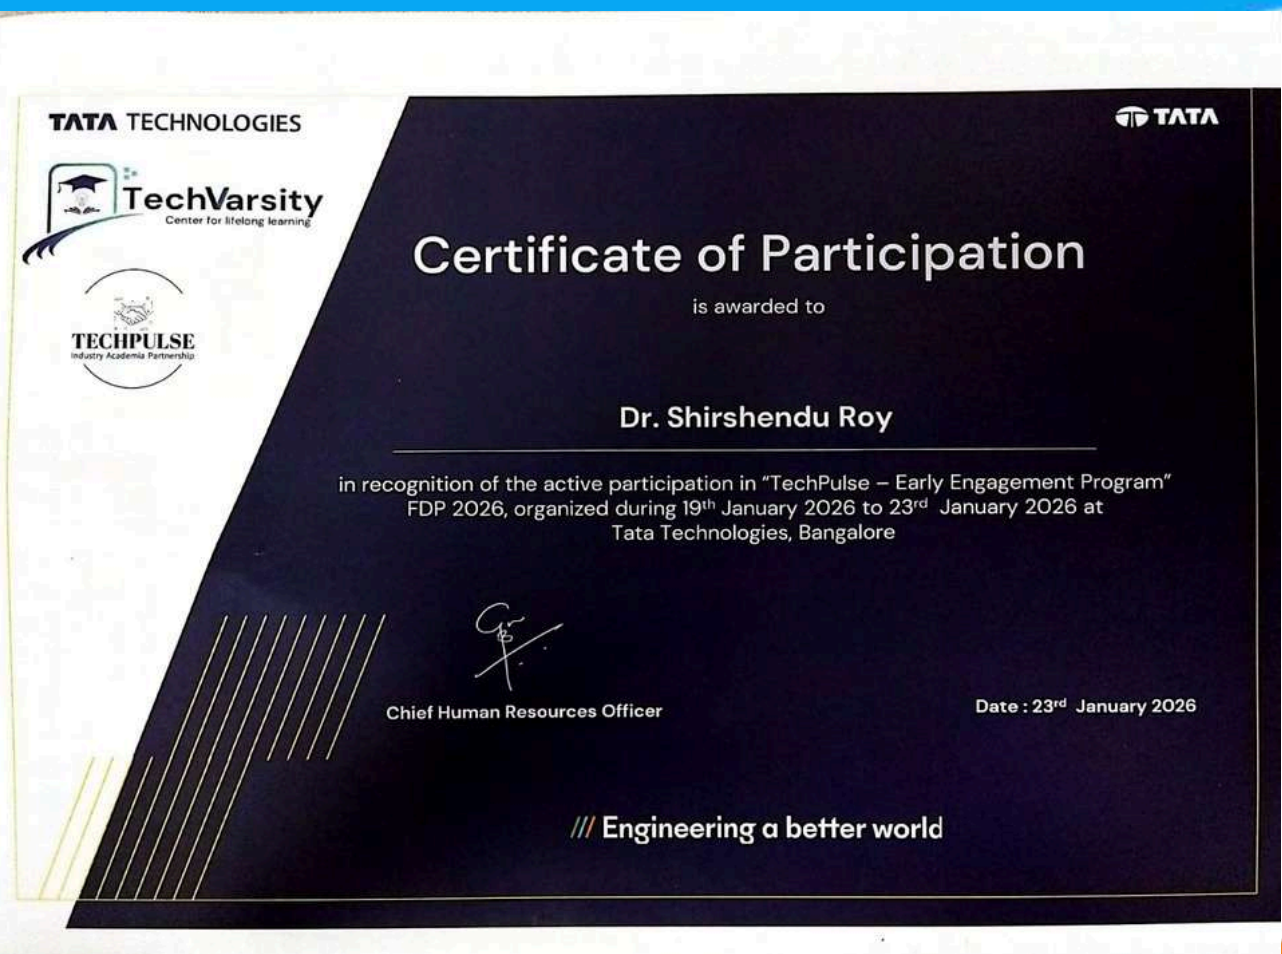 TATA TECHNOLOGIES
TATA
TechVarsity
Center for lifelong learning
TECHPULSE
Industry Academia Partnership
Certificate of Participation
is awarded to
Dr. Shirshendu Roy
in recognition of the active participation in “TechPulse – Early Engagement Program”
FDP 2026, organized during 19th January 2026 to 23rd January 2026 at
Tata Technologies, Bangalore
Chief Human Resources Officer
Date : 23rd January 2026
/// Engineering a better world